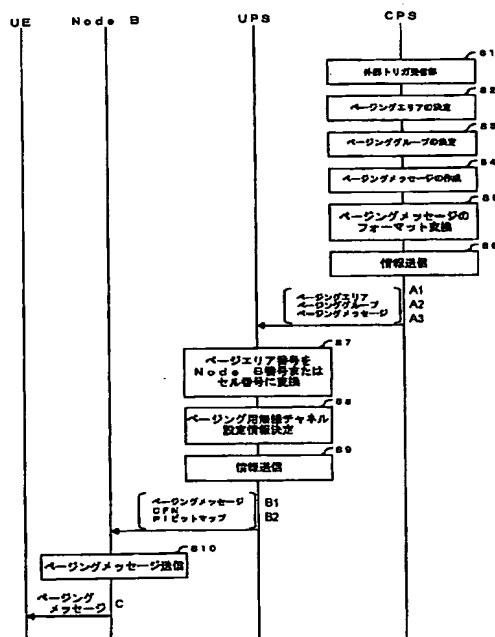 UE
Node B
UPS
CPS
S1
外部トリガ受信部
S2
ページングエリアの決定
S3
ページンググループの決定
S4
ページングメッセージの作成
S5
ページングメッセージの
フォーマット変換
S6
情報送信
ページングエリア
ページンググループ
ページングメッセージ
A1
A2
A3
S7
ページエリア番号を
Node B番号または
セル番号に変換
S8
ページング用無線チャネル
設定情報決定
S9
情報送信
ページングメッセージ
CFN
PIビットマップ
B1
B2
S10
ページングメッセージ送信
ページング
メッセージ
C